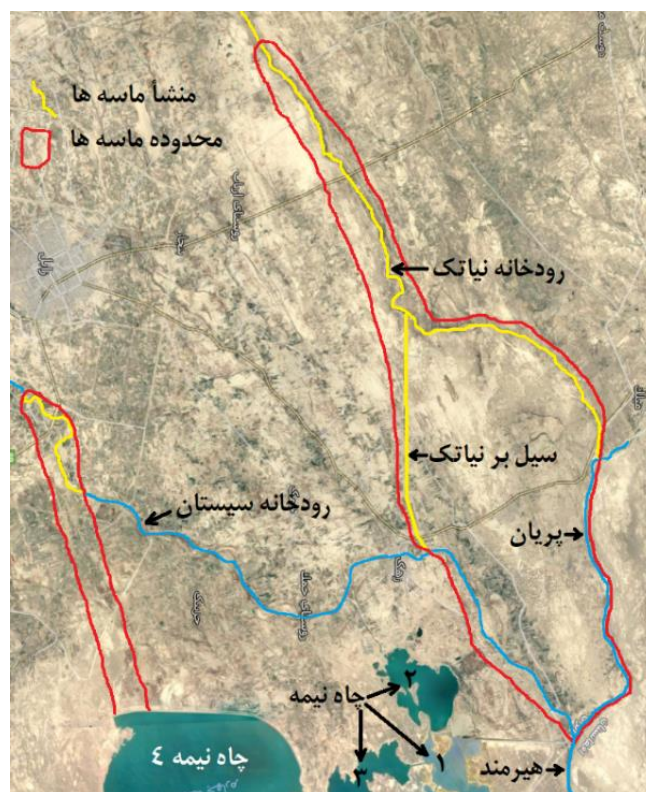 منشأ ماسه ها
محدوده ماسه ها
رودخانه نیاتک
زابل
سیل بر نیاتک
رودخانه سیستان
پریان
چاه نیمه
۲
۱
۳
چاه نیمه ٤
هیرمند